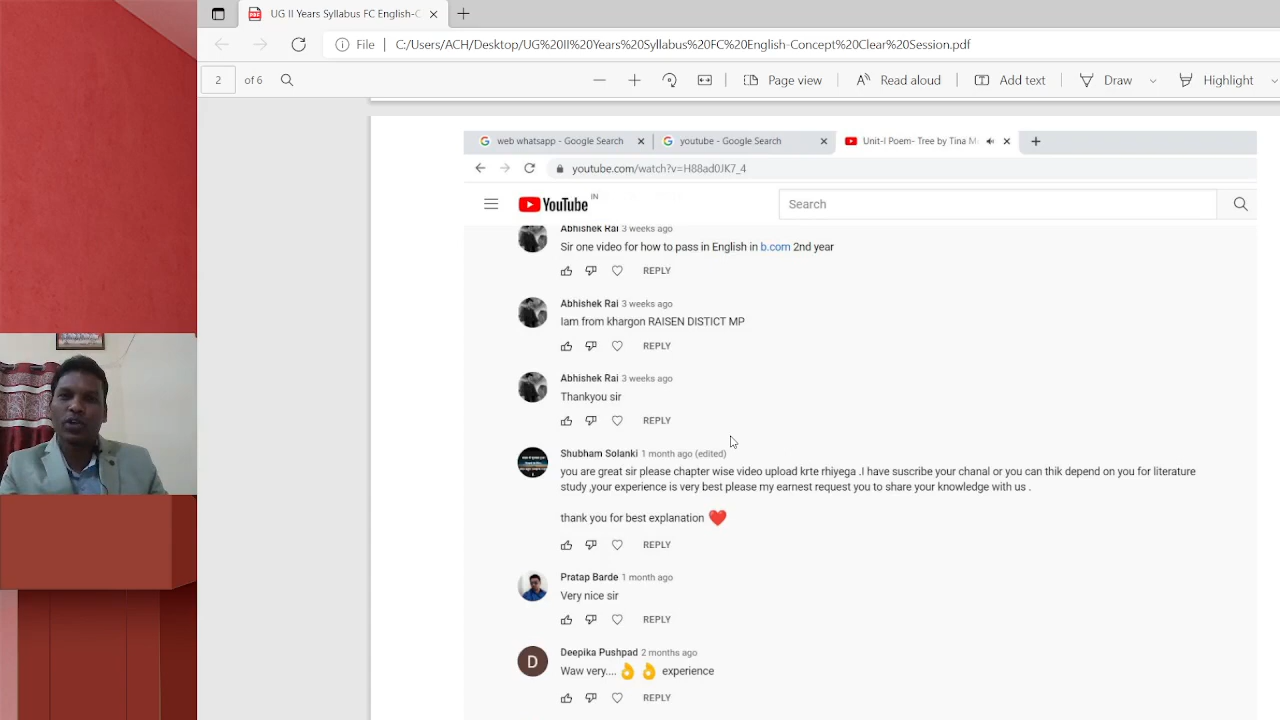 UG II Years Syllabus FC English-C
File C:/Users/ACH/Desktop/UG%20II%20Years%20Syllabus%20FC%20English-Concept%20Clear%20Session.pdf
2 of 6 Page view Read aloud Add text Draw Highlight
web whatsapp - Google Search youtube - Google Search Unit-I Poem- Tree by Tina M
youtube.com/watch?v=H88ad0JK7_4
YouTube IN Search
Abhishek Rai 3 weeks ago
Sir one video for how to pass in English in b.com 2nd year
REPLY
Abhishek Rai 3 weeks ago
Iam from khargon RAISEN DISTICT MP
REPLY
Abhishek Rai 3 weeks ago
Thankyou sir
REPLY
Shubham Solanki 1 month ago (edited)
you are great sir please chapter wise video upload krte rhiyega .I have suscribe your chanal or you can thik depend on you for literature
study ,your experience is very best please my earnest request you to share your knowledge with us .
thank you for best explanation ❤️
REPLY
Pratap Barde 1 month ago
Very nice sir
REPLY
D
Deepika Pushpad 2 months ago
Waw very.... 👌 👌 experience
REPLY